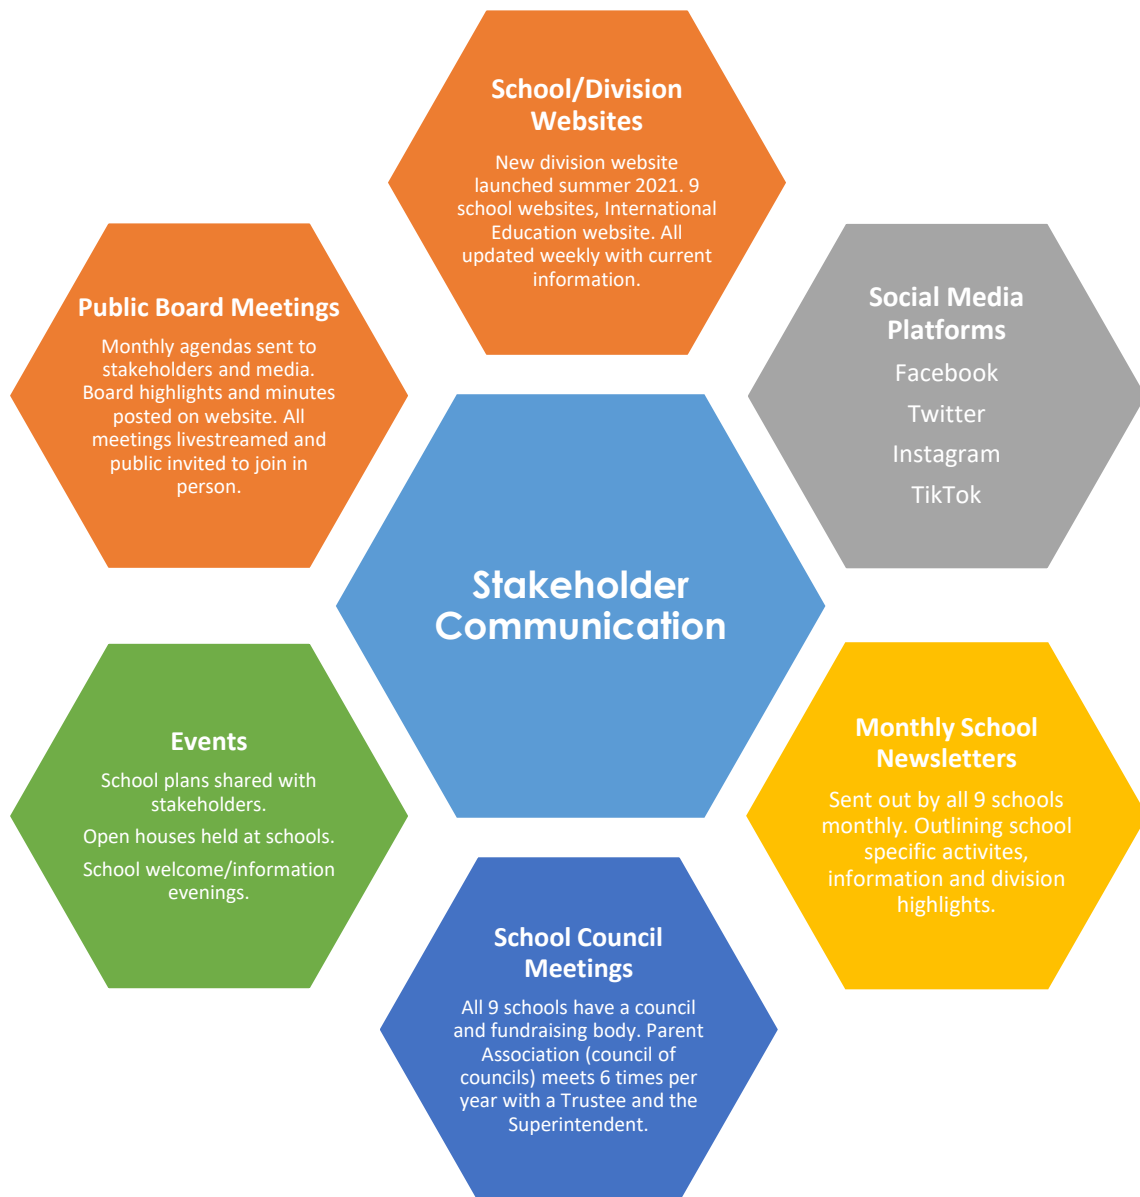 School/Division
Websites
New division website
launched summer 2021. 9
school websites, International
Education website. All
updated weekly with current
information.
Public Board Meetings
Monthly agendas sent to
stakeholders and media.
Board highlights and minutes
posted on website. All
meetings livestreamed and
public invited to join in
person.
Social Media
Platforms
Facebook
Twitter
Instagram
TikTok
Stakeholder
Communication
Events
School plans shared with
stakeholders.
Open houses held at schools.
School welcome/information
evenings.
Monthly School
Newsletters
Sent out by all 9 schools
monthly. Outlining school
specific activites,
information and division
highlights.
School Council
Meetings
All 9 schools have a council
and fundraising body. Parent
Association (council of
councils) meets 6 times per
year with a Trustee and the
Superintendent.